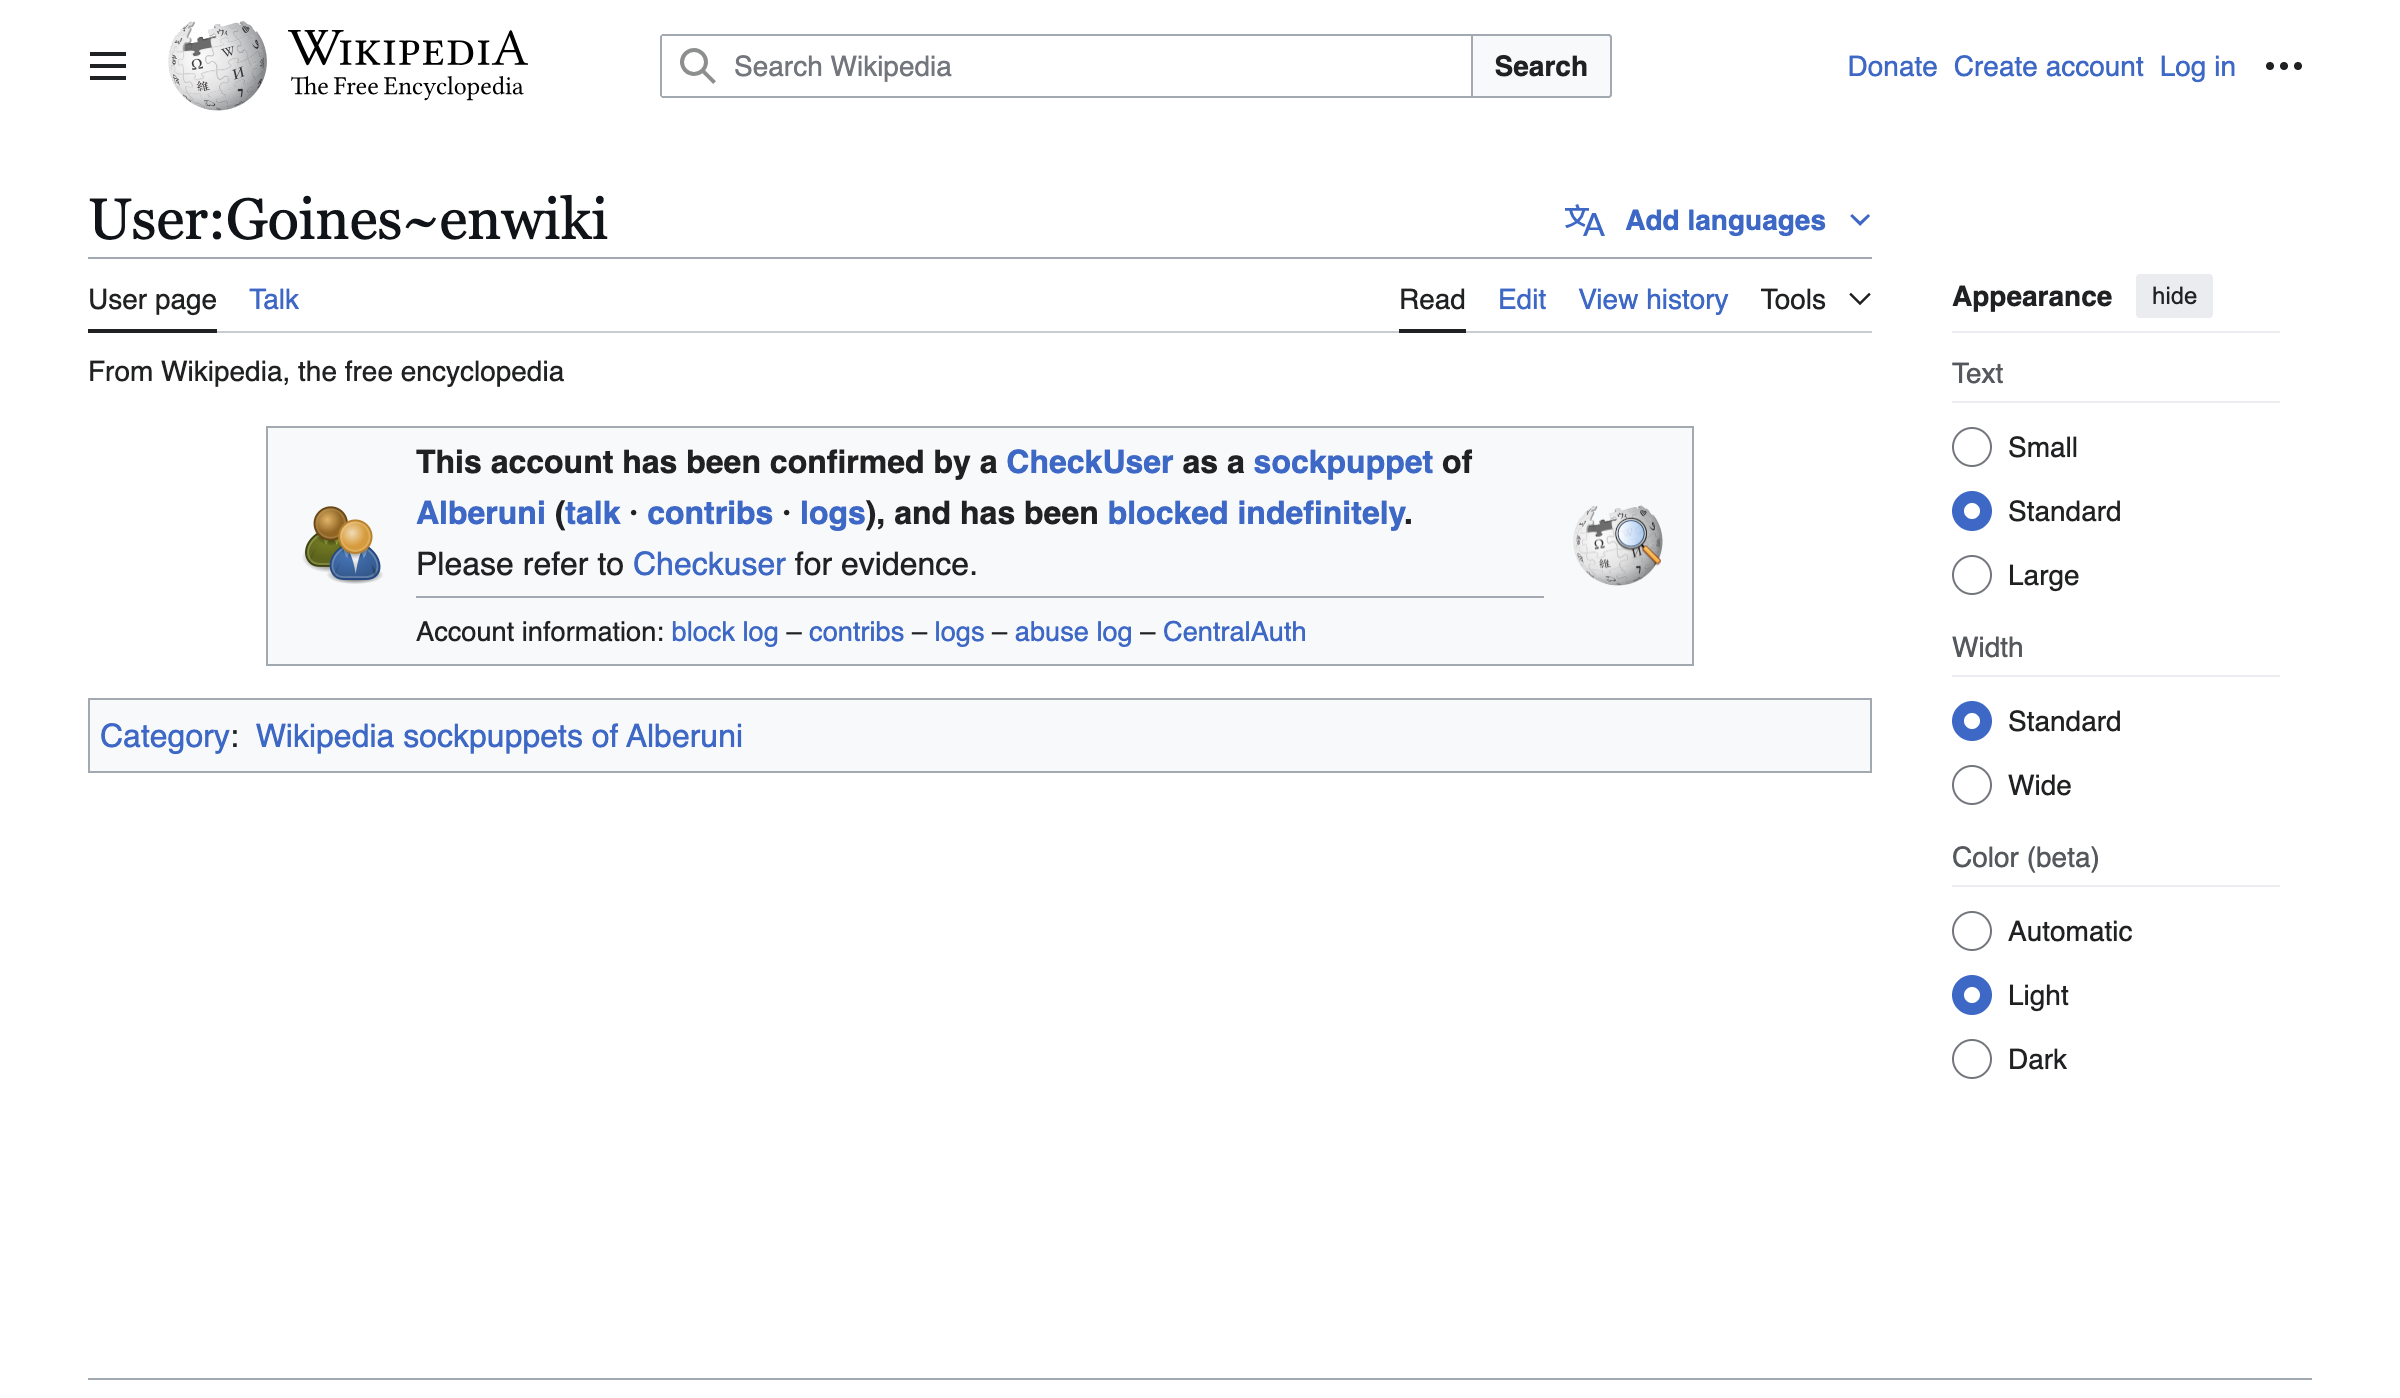 WIKIPEDIA
The Free Encyclopedia
Search Wikipedia
Search
Donate Create account Log in
User:Goines~enwiki
Add languages
User page Talk
Read Edit View history Tools
From Wikipedia, the free encyclopedia
This account has been confirmed by a CheckUser as a sockpuppet of
Alberuni (talk · contribs · logs), and has been blocked indefinitely.
Please refer to Checkuser for evidence.
Account information: block log – contribs – logs – abuse log – CentralAuth
Category: Wikipedia sockpuppets of Alberuni
Appearance hide
Text
Small
Standard
Large
Width
Standard
Wide
Color (beta)
Automatic
Light
Dark